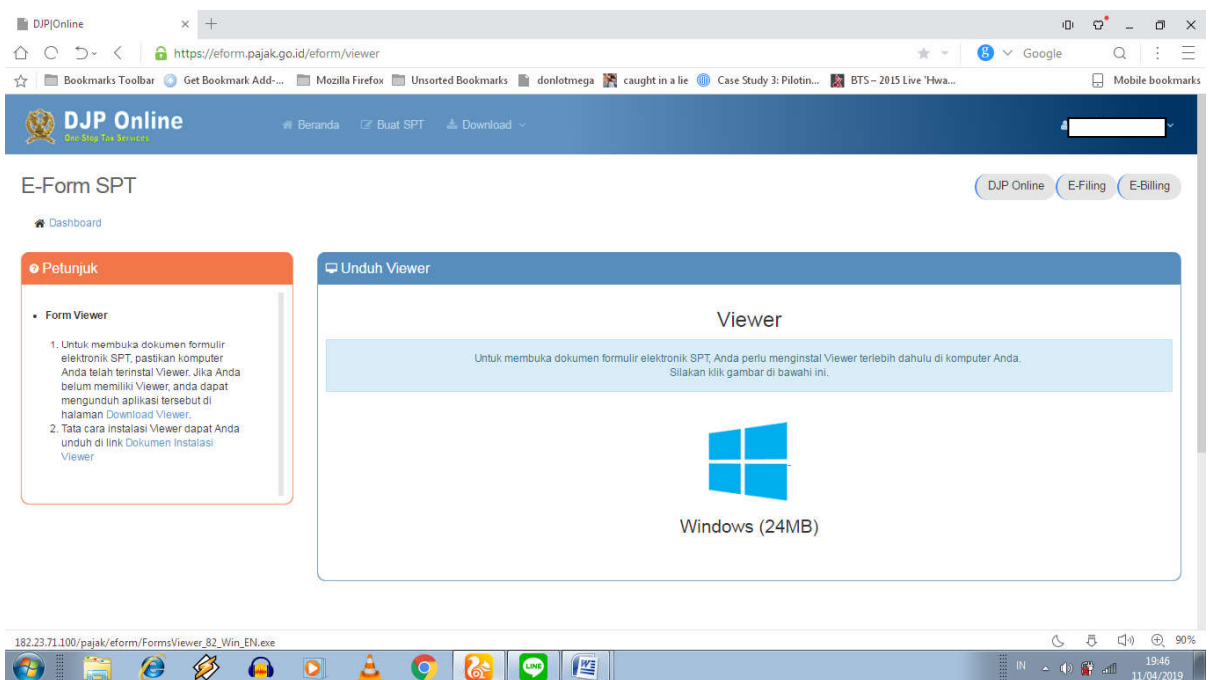 DJP|Online
https://eform.pajak.go.id/eform/viewer
Google
Bookmarks Toolbar Get Bookmark Add-... Mozilla Firefox Unsorted Bookmarks donlotmega caught in a lie Case Study 3: Pilotin... BTS – 2015 Live 'Hwa... Mobile bookmarks
DJP Online
One-Stop Tax Services
Beranda Buat SPT Download
E-Form SPT
DJP Online E-Filing E-Billing
Dashboard
Petunjuk
• Form Viewer
1. Untuk membuka dokumen formulir
elektronik SPT, pastikan komputer
Anda telah terinstal Viewer. Jika Anda
belum memiliki Viewer, anda dapat
mengunduh aplikasi tersebut di
halaman Download Viewer.
2. Tata cara instalasi Viewer dapat Anda
unduh di link Dokumen Instalasi
Viewer
Unduh Viewer
Viewer
Untuk membuka dokumen formulir elektronik SPT, Anda perlu menginstal Viewer terlebih dahulu di komputer Anda.
Silakan klik gambar di bawahi ini.
Windows (24MB)
182.23.71.100/pajak/eform/FormsViewer_82_Win_EN.exe
90%
LINE
IN
19:46
11/04/2019